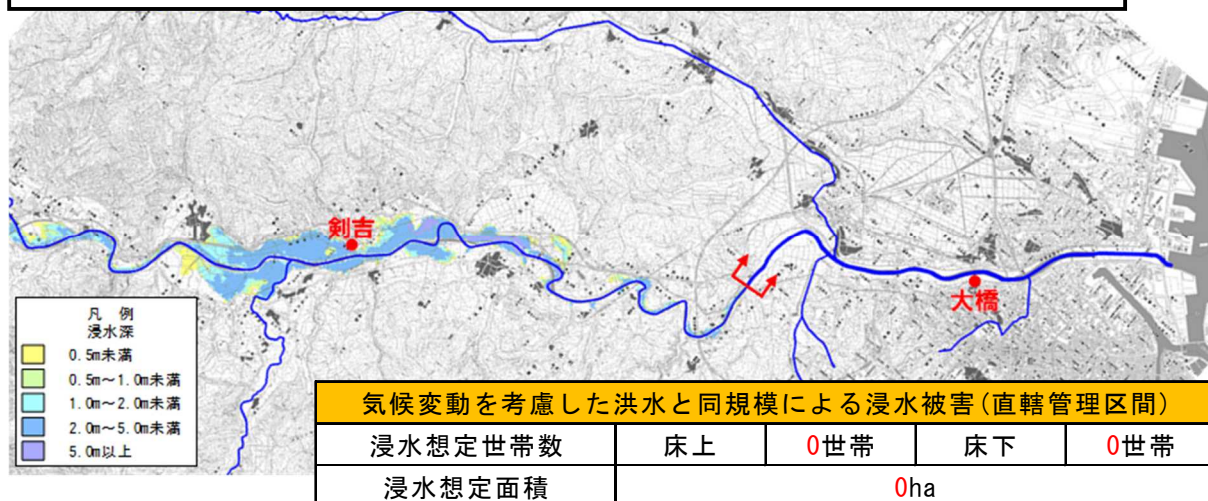 剣吉
大橋
凡 例
浸水深
0.5m未満
0.5m～1.0m未満
1.0m～2.0m未満
2.0m～5.0m未満
5.0m以上
気候変動を考慮した洪水と同規模による浸水被害(直轄管理区間)
浸水想定世帯数 床上 0世帯 床下 0世帯
浸水想定面積 0ha